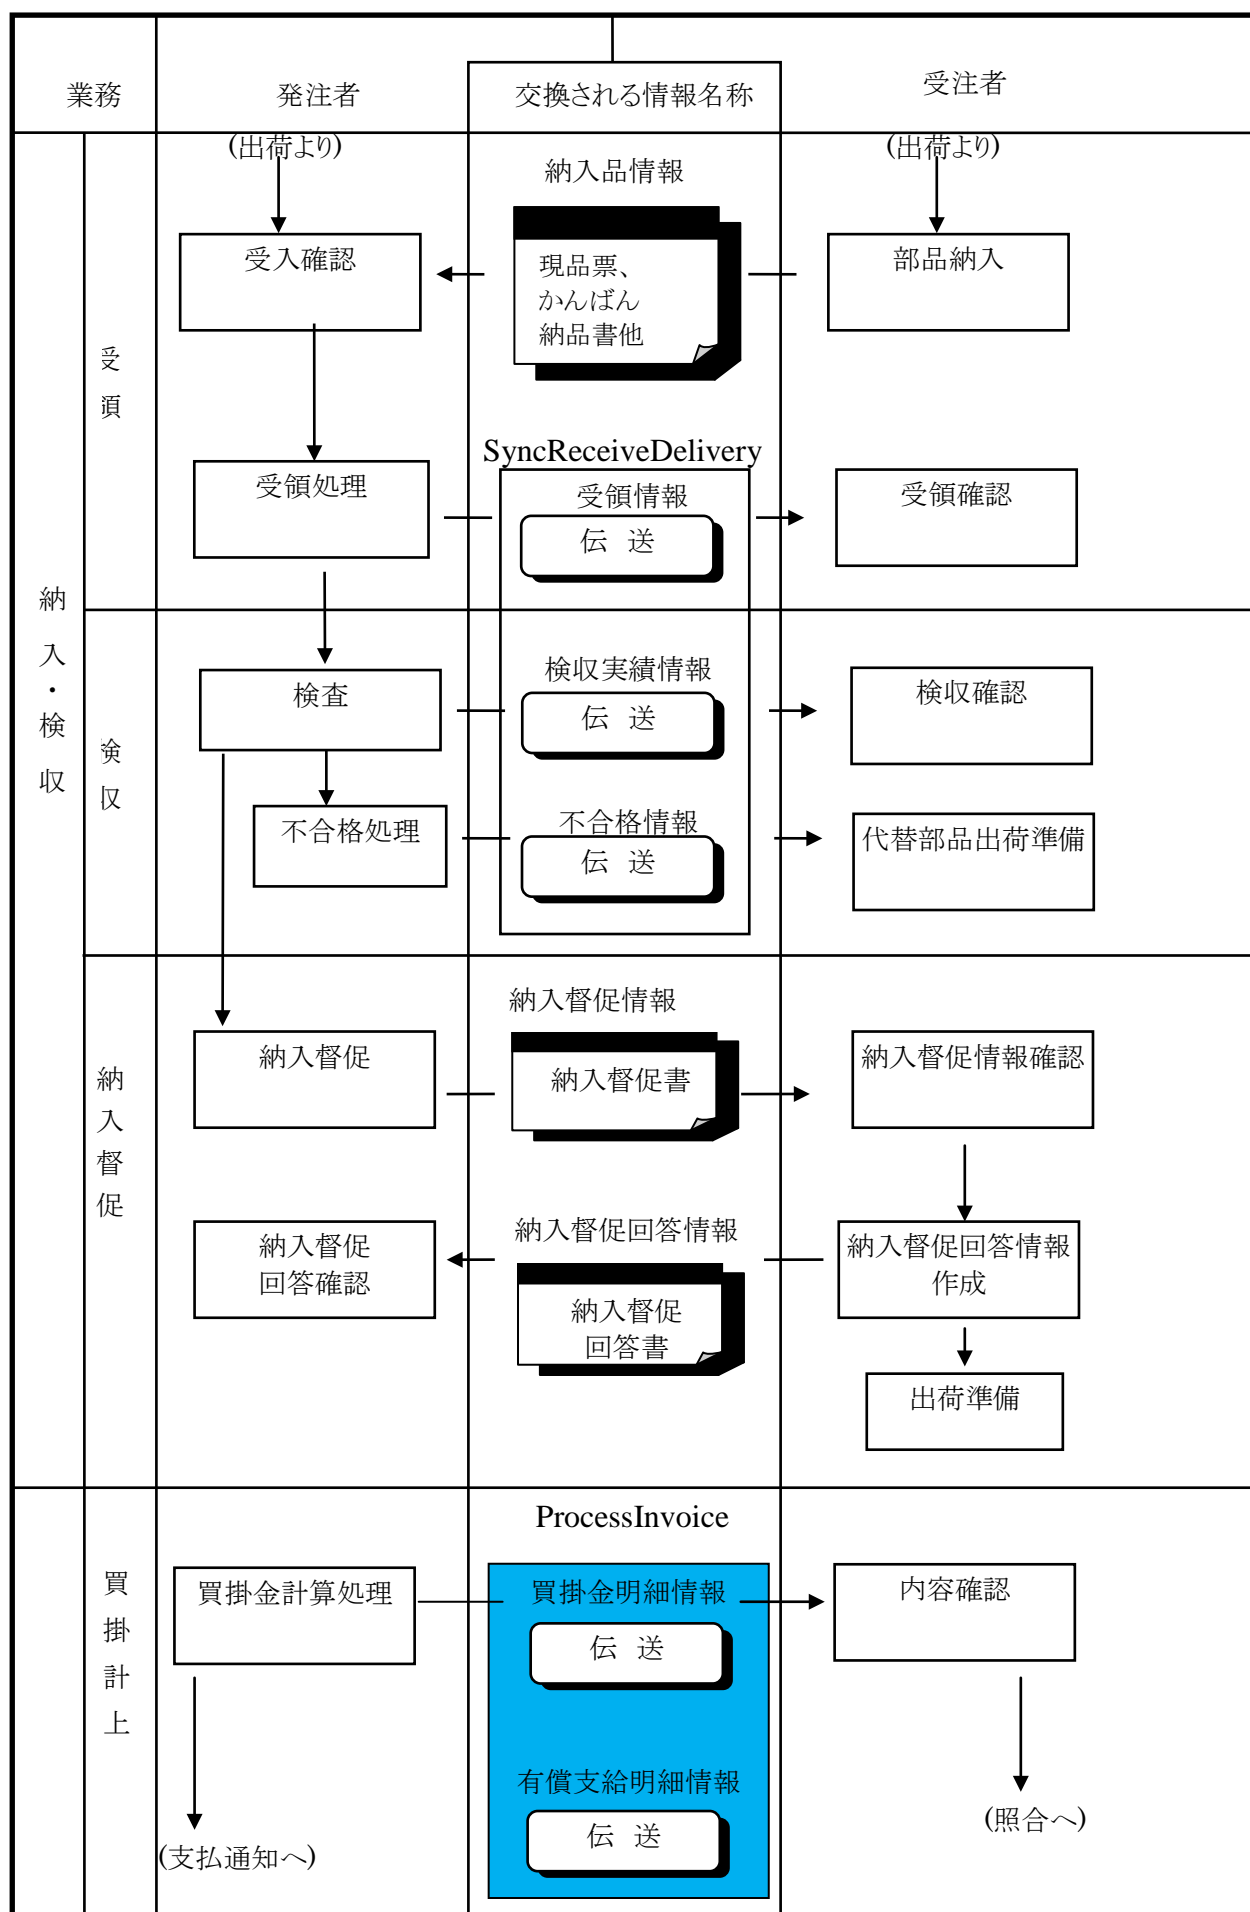 業務
発注者
交換される情報名称
受注者
(出荷より)
納入品情報
(出荷より)
受入確認
現品票、
かんばん
納品書他
部品納入
受
領
SyncReceiveDelivery
受領処理
受領情報
伝 送
受領確認
納
入
・
検
収
検査
検収実績情報
伝 送
検収確認
検
収
不合格処理
不合格情報
伝 送
代替部品出荷準備
納入督促情報
納入督促
納入督促書
納入督促情報確認
納
入
督
促
納入督促
回答確認
納入督促回答情報
納入督促
回答書
納入督促回答情報
作成
出荷準備
ProcessInvoice
買
掛
計
上
買掛金計算処理
買掛金明細情報
伝 送
内容確認
有償支給明細情報
伝 送
(支払通知へ)
(照合へ)